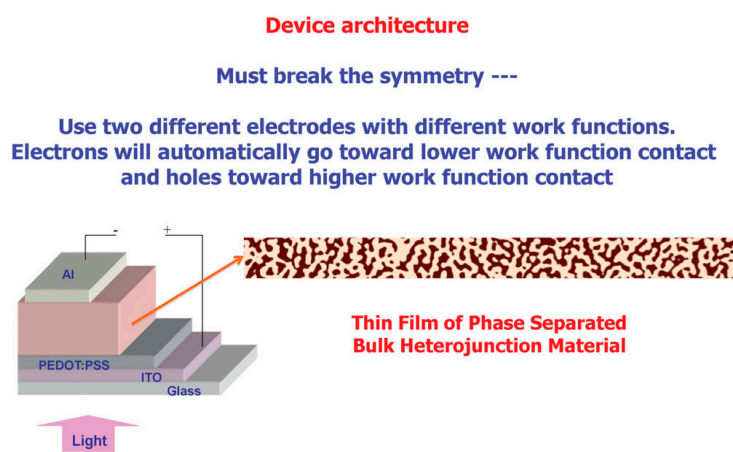 Device architecture
Must break the symmetry ---
Use two different electrodes with different work functions.
Electrons will automatically go toward lower work function contact
and holes toward higher work function contact
- +
Al
PEDOT:PSS
ITO
Glass
Light
Thin Film of Phase Separated
Bulk Heterojunction Material